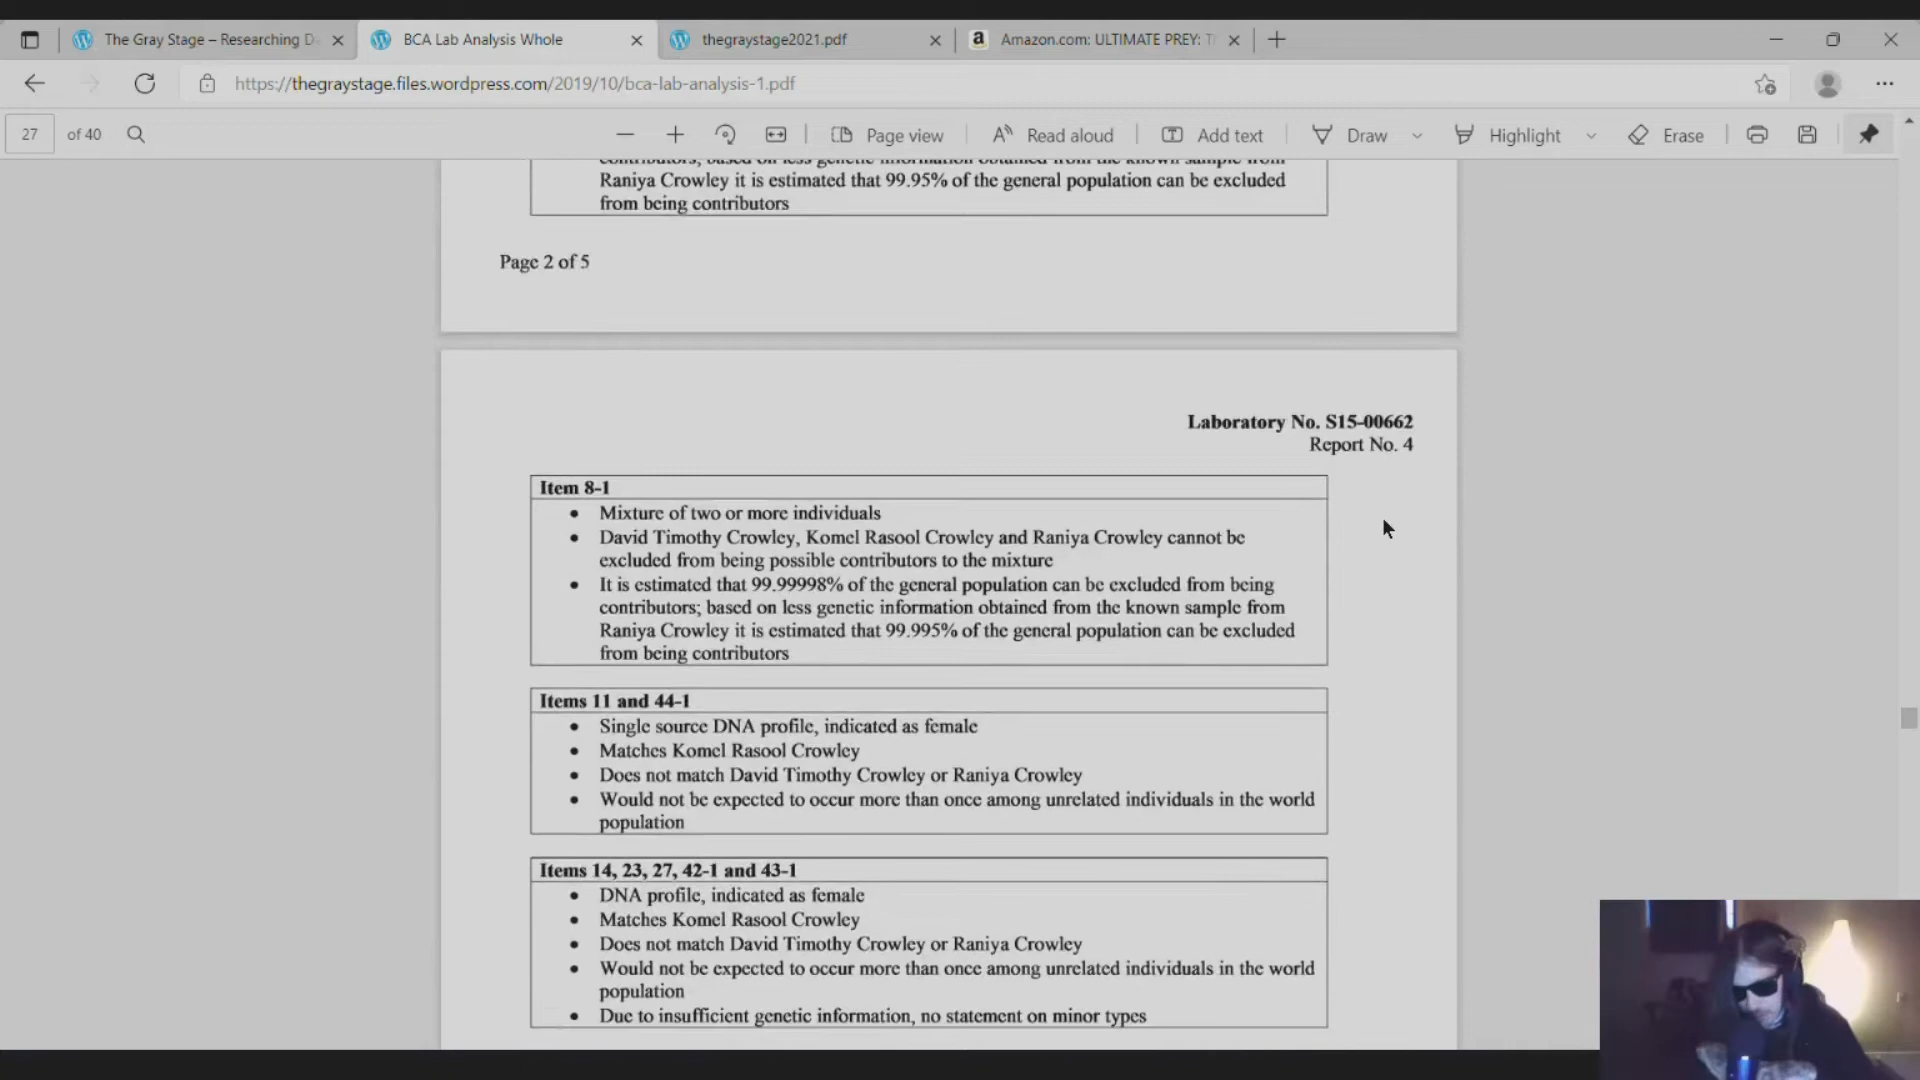 The Gray Stage – Researching D
BCA Lab Analysis Whole
thegraystage2021.pdf
a
Amazon.com: ULTIMATE PREY: T
https://thegraystage.files.wordpress.com/2019/10/bca-lab-analysis-1.pdf
27 of 40
Page view
Read aloud
Add text
Draw
Highlight
Erase
contributors; based on less genetic information obtained from the known sample from
Raniya Crowley it is estimated that 99.95% of the general population can be excluded
from being contributors
Page 2 of 5
Laboratory No. S15-00662
Report No. 4
Item 8-1
• Mixture of two or more individuals
• David Timothy Crowley, Komel Rasool Crowley and Raniya Crowley cannot be
excluded from being possible contributors to the mixture
• It is estimated that 99.99998% of the general population can be excluded from being
contributors; based on less genetic information obtained from the known sample from
Raniya Crowley it is estimated that 99.995% of the general population can be excluded
from being contributors
Items 11 and 44-1
• Single source DNA profile, indicated as female
• Matches Komel Rasool Crowley
• Does not match David Timothy Crowley or Raniya Crowley
• Would not be expected to occur more than once among unrelated individuals in the world
population
Items 14, 23, 27, 42-1 and 43-1
• DNA profile, indicated as female
• Matches Komel Rasool Crowley
• Does not match David Timothy Crowley or Raniya Crowley
• Would not be expected to occur more than once among unrelated individuals in the world
population
• Due to insufficient genetic information, no statement on minor types